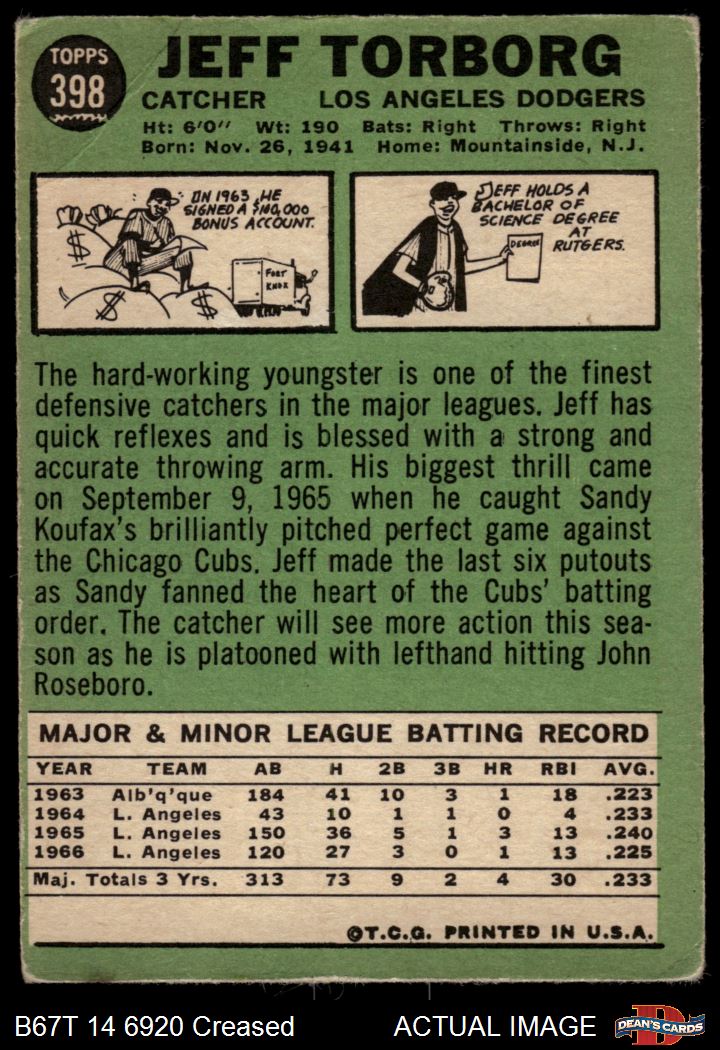 TOPPS
398
JEFF TORBORG
CATCHER LOS ANGELES DODGERS
Ht: 6'0" Wt: 190 Bats: Right Throws: Right
Born: Nov. 26, 1941 Home: Mountainside, N.J.
IN 1963, HE
SIGNED A $100,000
BONUS ACCOUNT.
$
$
$
FORT
KNOX
JEFF HOLDS A
BACHELOR OF
SCIENCE DEGREE
AT
RUTGERS.
DEGREE
The hard-working youngster is one of the finest
defensive catchers in the major leagues. Jeff has
quick reflexes and is blessed with a strong and
accurate throwing arm. His biggest thrill came
on September 9, 1965 when he caught Sandy
Koufax's brilliantly pitched perfect game against
the Chicago Cubs. Jeff made the last six putouts
as Sandy fanned the heart of the Cubs' batting
order. The catcher will see more action this sea-
son as he is platooned with lefthand hitting John
Roseboro.
MAJOR & MINOR LEAGUE BATTING RECORD
YEAR TEAM AB H 2B 3B HR RBI AVG.
1963 Alb'q'que 184 41 10 3 1 18 .223
1964 L. Angeles 43 10 1 1 0 4 .233
1965 L. Angeles 150 36 5 1 3 13 .240
1966 L. Angeles 120 27 3 0 1 13 .225
Maj. Totals 3 Yrs. 313 73 9 2 4 30 .233
©T.C.G. PRINTED IN U.S.A.
B67T 14 6920 Creased ACTUAL IMAGE
D
DEAN'S CARDS